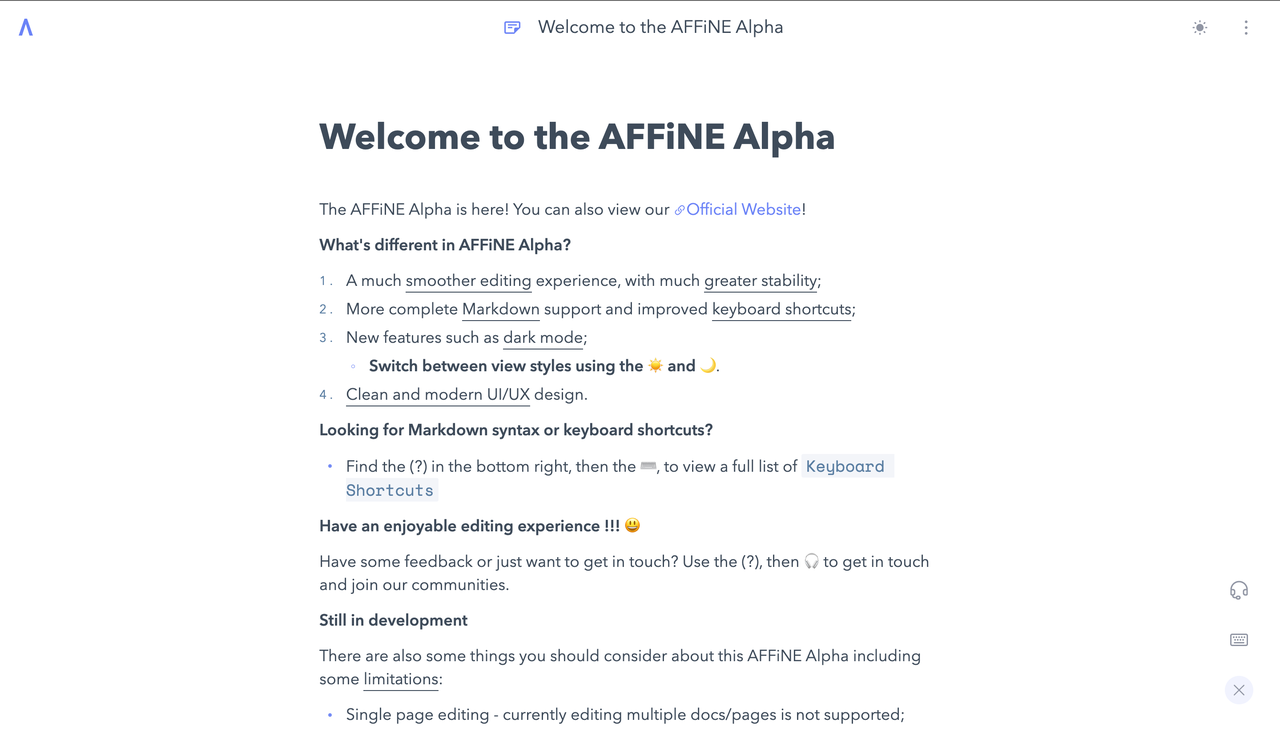 Welcome to the AFFiNE Alpha
Welcome to the AFFiNE Alpha
The AFFiNE Alpha is here! You can also view our Official Website!
What's different in AFFiNE Alpha?
1. A much smoother editing experience, with much greater stability;
2. More complete Markdown support and improved keyboard shortcuts;
3. New features such as dark mode;
◦ Switch between view styles using the ☀️ and 🌙.
4. Clean and modern UI/UX design.
Looking for Markdown syntax or keyboard shortcuts?
• Find the (?) in the bottom right, then the ⌨️, to view a full list of Keyboard
Shortcuts
Have an enjoyable editing experience !!! 😃
Have some feedback or just want to get in touch? Use the (?), then 🎧 to get in touch
and join our communities.
Still in development
There are also some things you should consider about this AFFiNE Alpha including
some limitations:
• Single page editing - currently editing multiple docs/pages is not supported;